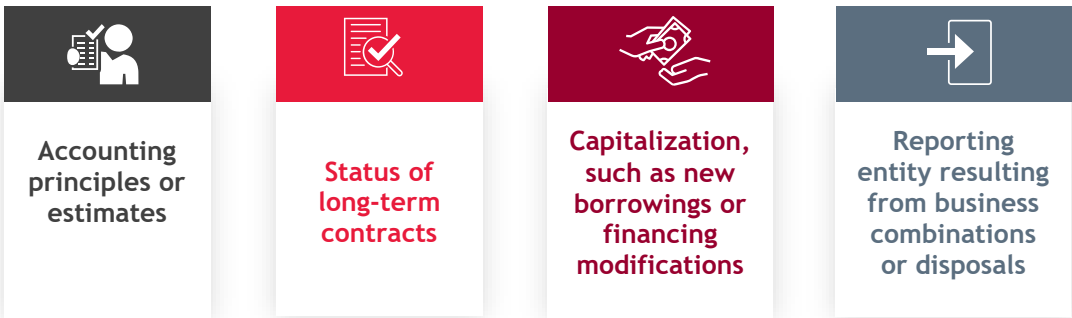 Accounting
principles or
estimates
Status of
long-term
contracts
Capitalization,
such as new
borrowings or
financing
modifications
Reporting
entity resulting
from business
combinations
or disposals